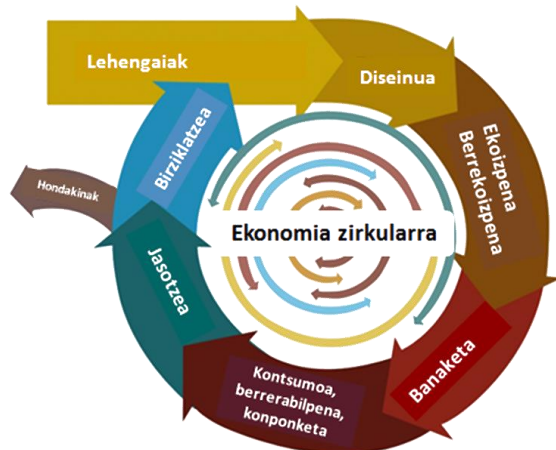 Lehengaiak
Diseinua
Ekoizpena
Berrekoizpena
Banaketa
Kontsumoa,
berrerabilpena,
konponketa
Jasotzea
Birziklatzea
Hondakinak
Ekonomia zirkularra